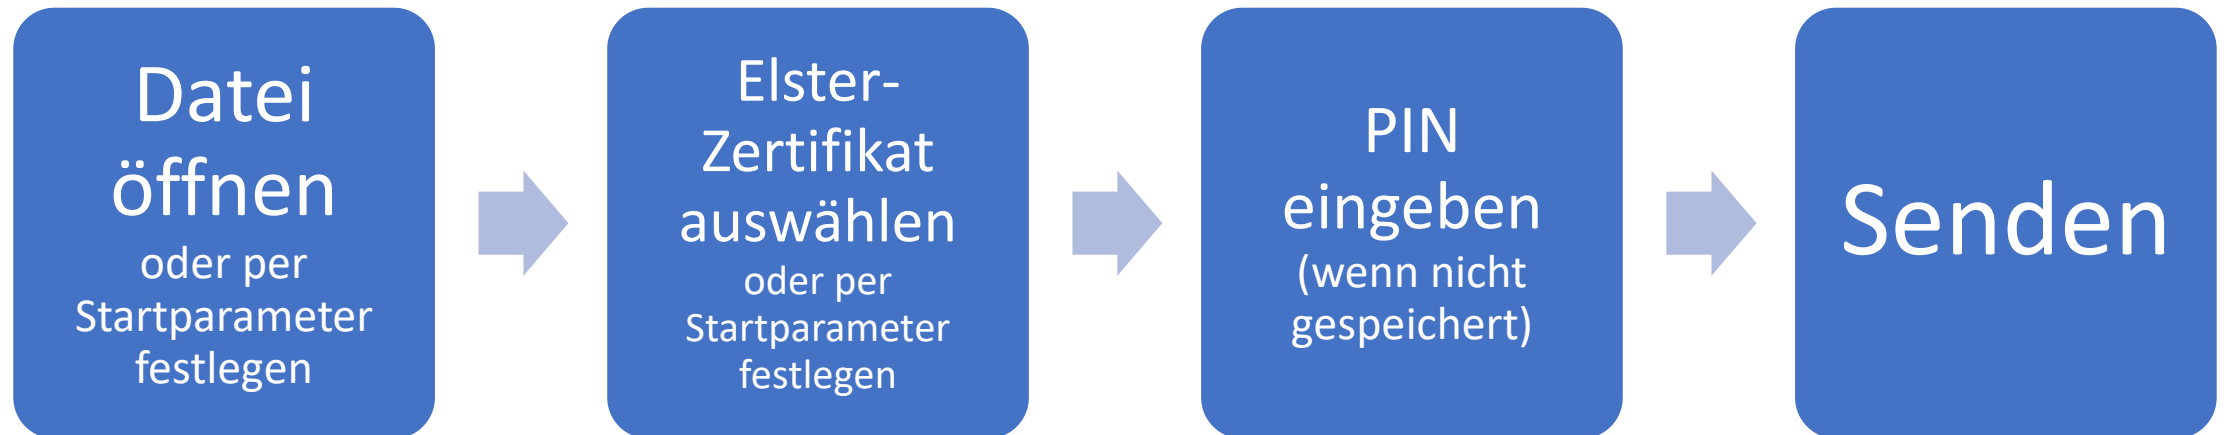 Datei
öffnen
oder per
Startparameter
festlegen
Elster-
Zertifikat
auswählen
oder per
Startparameter
festlegen
PIN
eingeben
(wenn nicht
gespeichert)
Senden